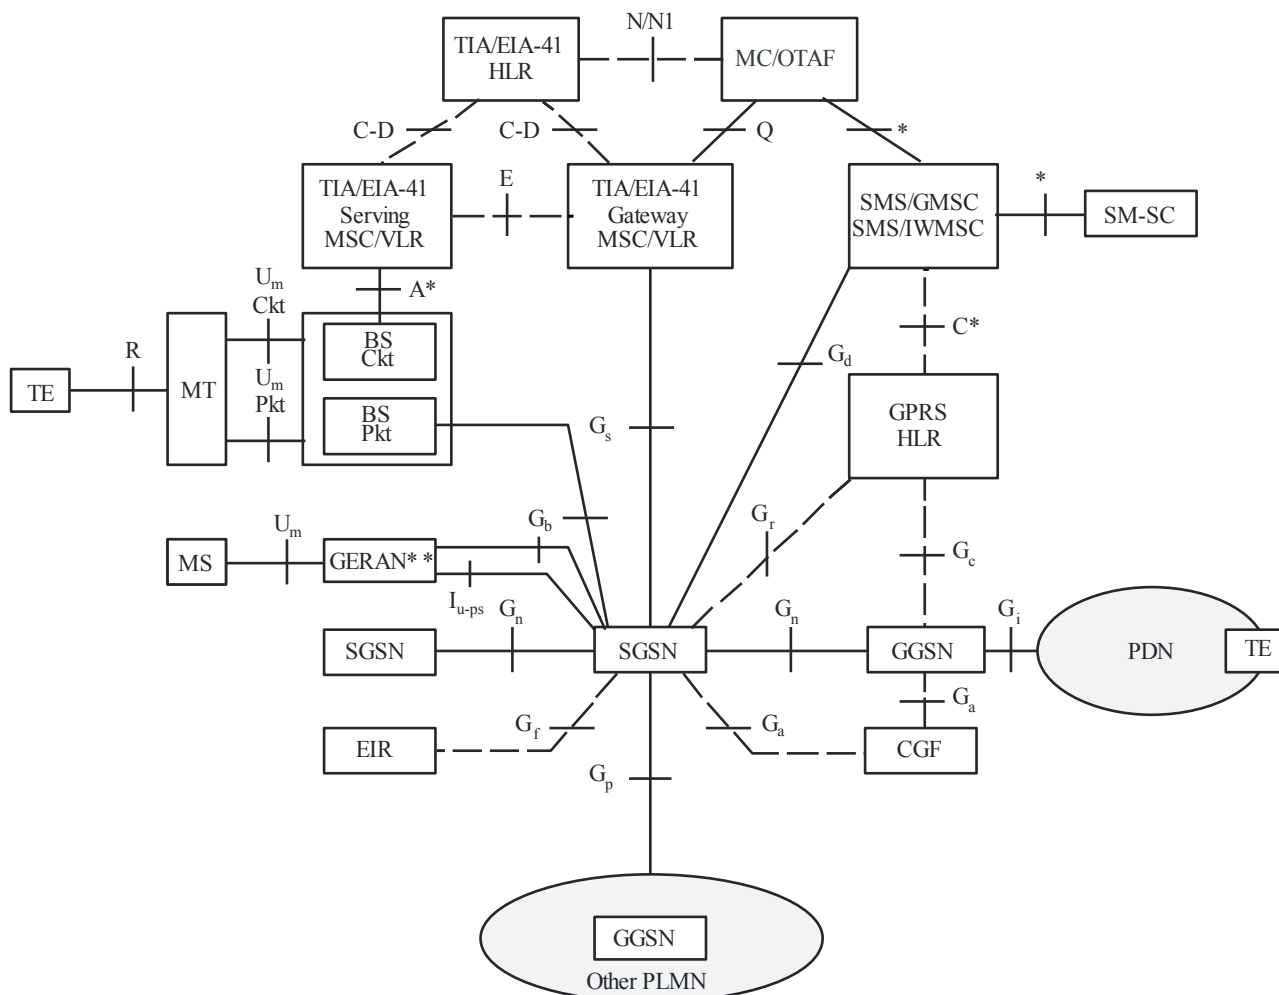 N/N1
TIA/EIA-41
HLR
MC/OTAF
C-D
C-D
Q
*
TIA/EIA-41
Serving
MSC/VLR
E
TIA/EIA-41
Gateway
MSC/VLR
SMS/GMSC
SMS/IWMSC
*
SM-SC
Um
Ckt
A*
R
TE
MT
BS
Ckt
C*
Gd
Um
Pkt
BS
Pkt
Gs
GPRS
HLR
Um
Gb
Gr
MS
GERAN**
Gc
Iu-ps
Gn
Gn
Gi
SGSN
SGSN
GGSN
PDN
TE
Gf
Ga
Ga
EIR
CGF
Gp
GGSN
Other PLMN